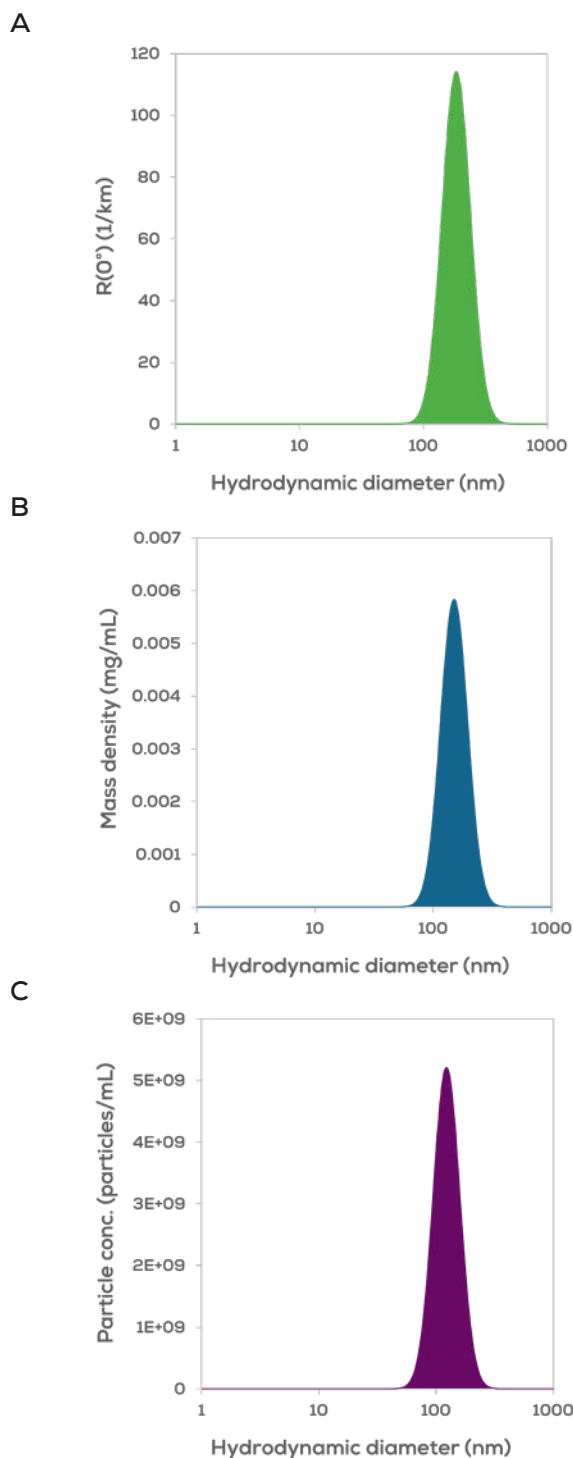 A
120
100
80
60
40
20
0
R(0°) (1/km)
1 10 100 1000
Hydrodynamic diameter (nm)
B
0.007
0.006
0.005
0.004
0.003
0.002
0.001
0
Mass density (mg/mL)
1 10 100 1000
Hydrodynamic diameter (nm)
C
6E+09
5E+09
4E+09
3E+09
2E+09
1E+09
0
Particle conc. (particles/mL)
1 10 100 1000
Hydrodynamic diameter (nm)